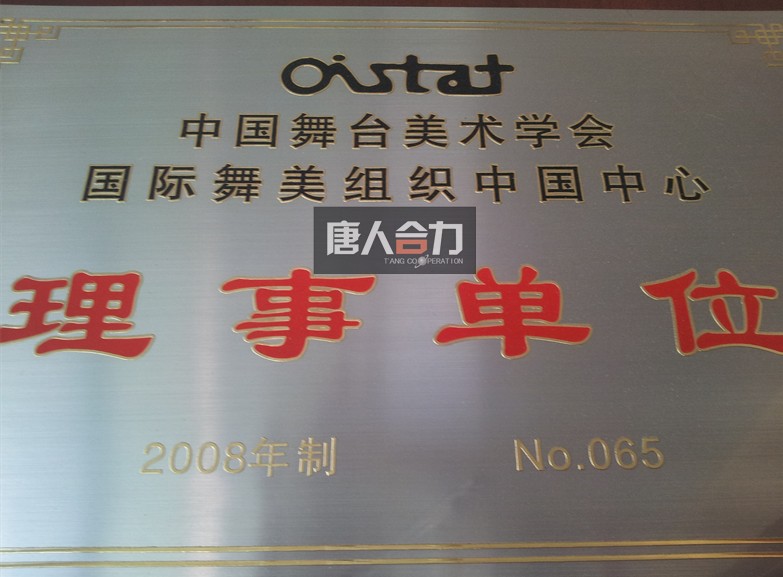 Oistat
中国舞台美术学会
国际舞美组织中国中心
唐人合力
TANG COOPERATION
理事单位
2008年制 No.065